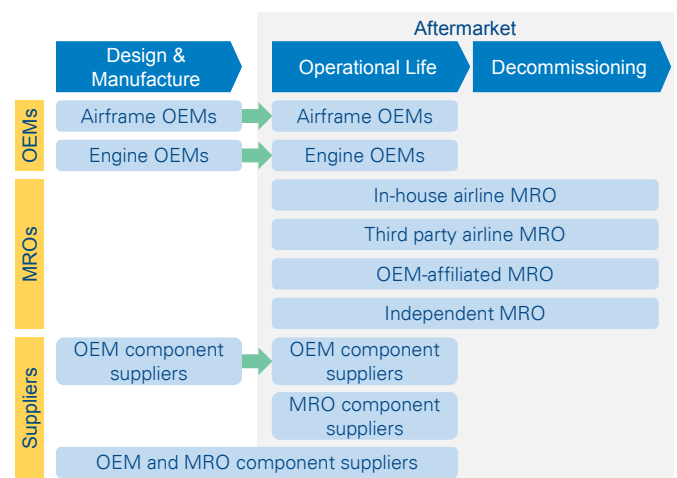 Aftermarket
Design &
Manufacture
Operational Life
Decommissioning
OEMs
Airframe OEMs
Airframe OEMs
Engine OEMs
Engine OEMs
MROs
In-house airline MRO
Third party airline MRO
OEM-affiliated MRO
Independent MRO
Suppliers
OEM component
suppliers
OEM component
suppliers
MRO component
suppliers
OEM and MRO component suppliers